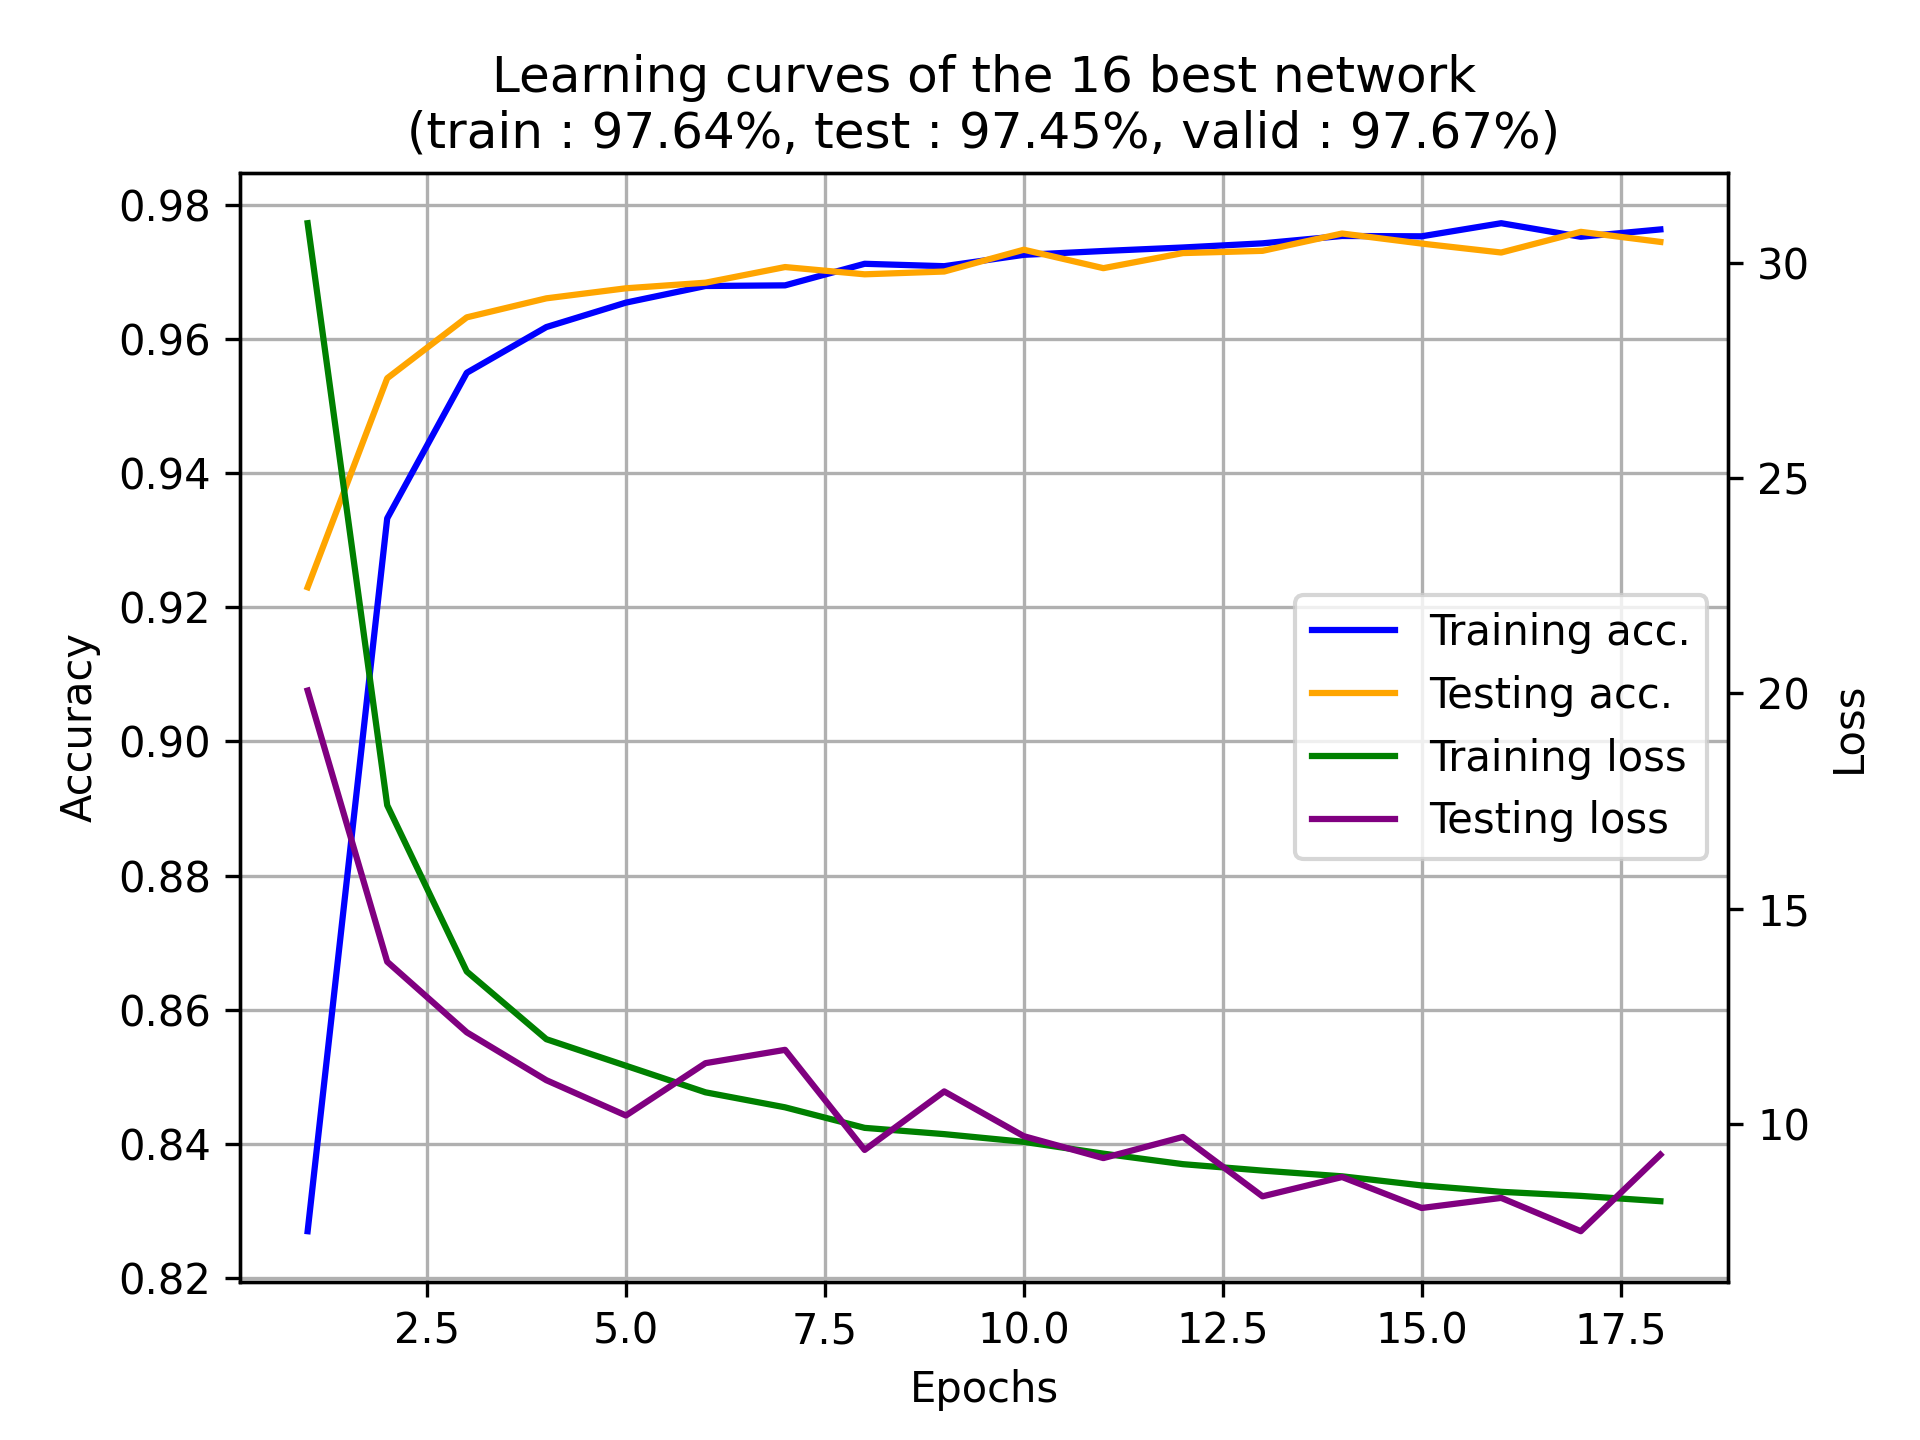 Learning curves of the 16 best network
(train : 97.64%, test : 97.45%, valid : 97.67%)
0.98
0.96
0.94
0.92
0.90
0.88
0.86
0.84
0.82
Accuracy
30
25
20
15
10
Loss
Training acc.
Testing acc.
Training loss
Testing loss
2.5 5.0 7.5 10.0 12.5 15.0 17.5
Epochs